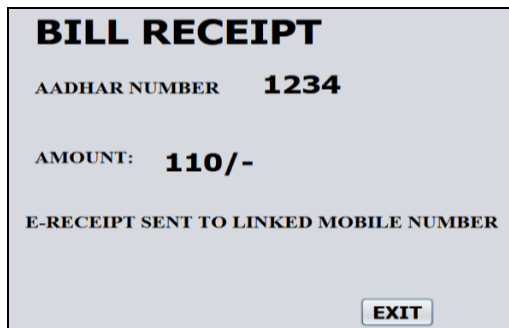 BILL RECEIPT
AADHAR NUMBER 1234
AMOUNT: 110/-
E-RECEIPT SENT TO LINKED MOBILE NUMBER
EXIT